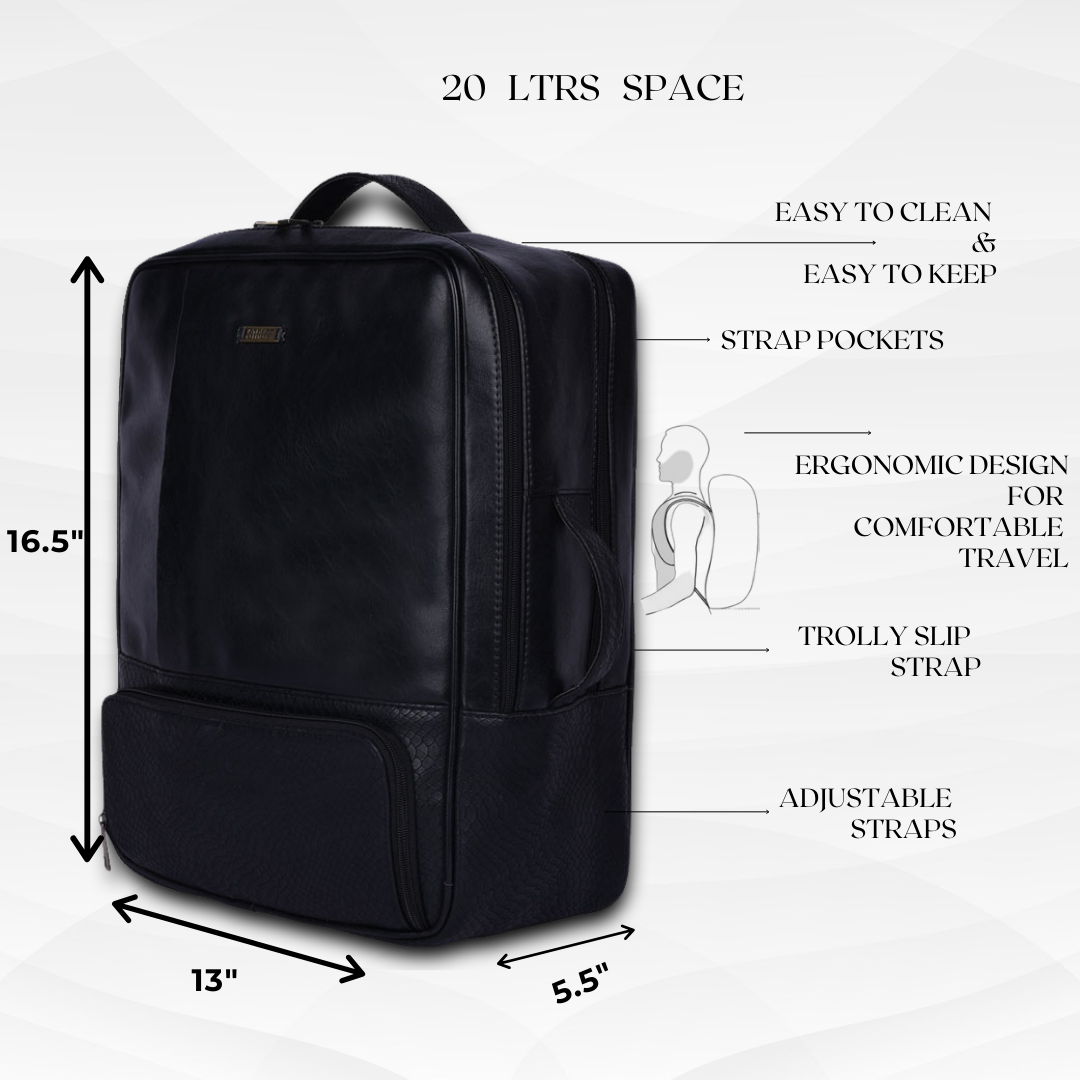 20 LTRS SPACE
EASY TO CLEAN
&
EASY TO KEEP
STRAP POCKETS
ERGONOMIC DESIGN
FOR
COMFORTABLE
TRAVEL
16.5"
TROLLY SLIP
STRAP
ADJUSTABLE
STRAPS
13"
5.5"